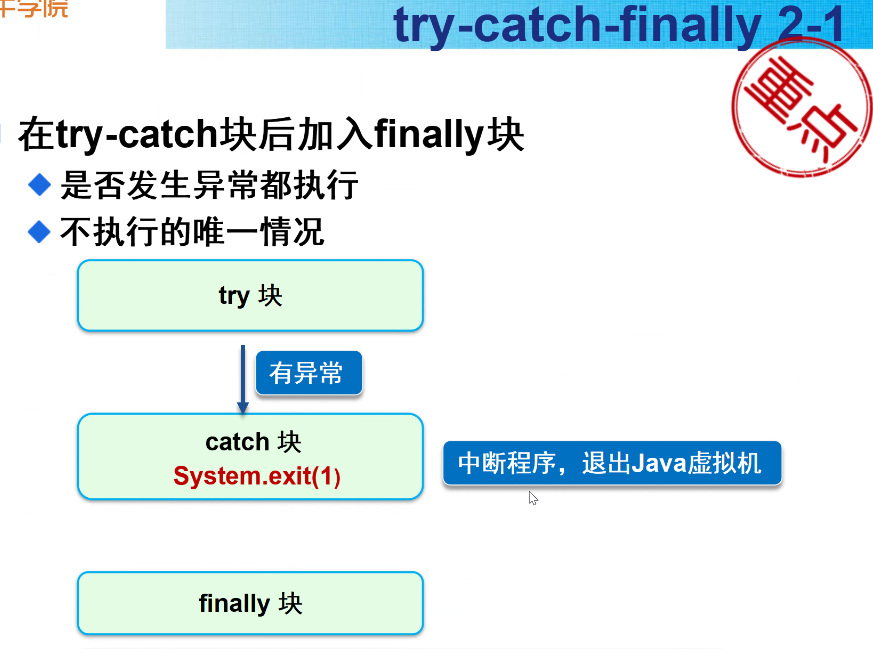 牛学院
try-catch-finally 2-1
重点
在try-catch块后加入finally块
是否发生异常都执行
不执行的唯一情况
try 块
有异常
catch 块
System.exit(1)
中断程序，退出Java虚拟机
finally 块